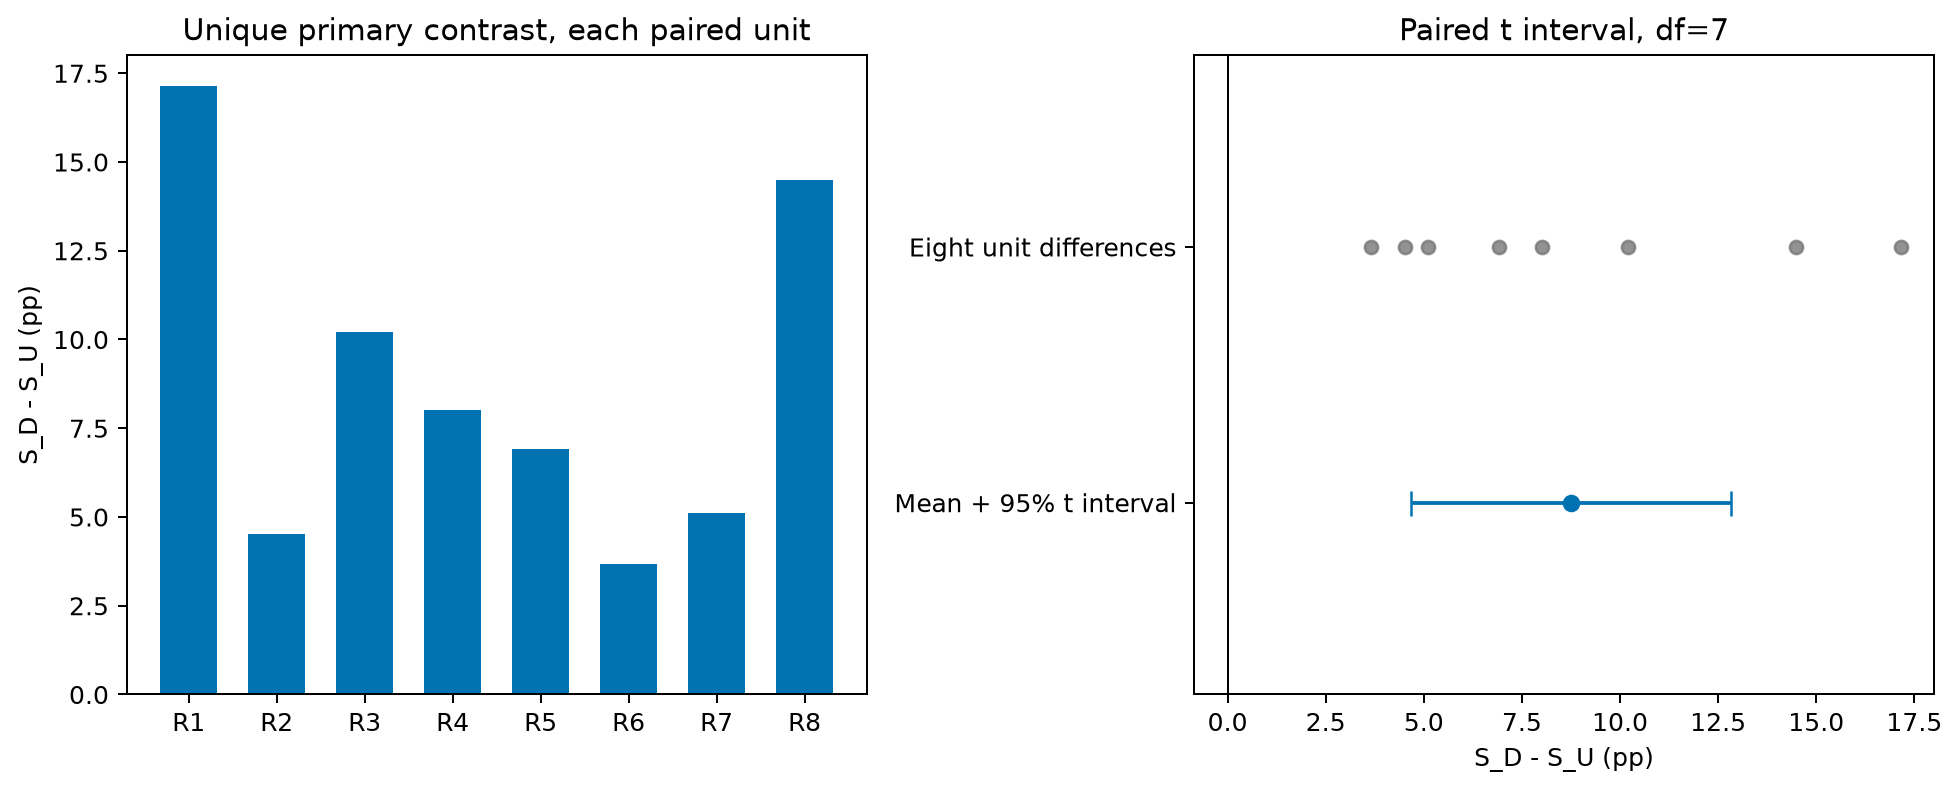 Unique primary contrast, each paired unit
S_D - S_U (pp)
17.5
15.0
12.5
10.0
7.5
5.0
2.5
0.0
R1 R2 R3 R4 R5 R6 R7 R8
Paired t interval, df=7
Eight unit differences
Mean + 95% t interval
0.0 2.5 5.0 7.5 10.0 12.5 15.0 17.5
S_D - S_U (pp)